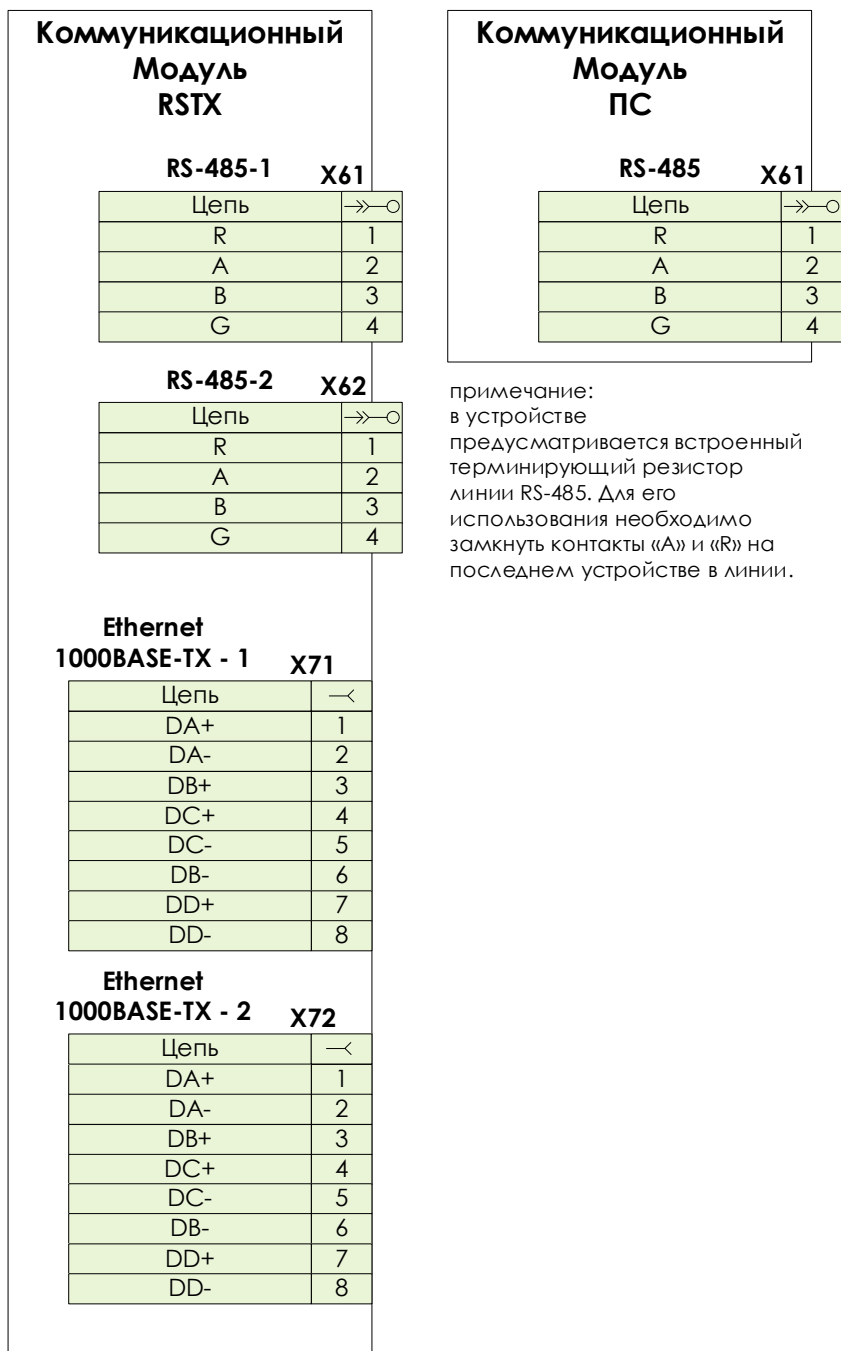 Коммуникационный
Модуль
RSTX
RS-485-1 X61
Цепь
R 1
A 2
B 3
G 4
RS-485-2 X62
Цепь
R 1
A 2
B 3
G 4
Ethernet
1000BASE-TX - 1 X71
Цепь
DA+ 1
DA- 2
DB+ 3
DC+ 4
DC- 5
DB- 6
DD+ 7
DD- 8
Ethernet
1000BASE-TX - 2 X72
Цепь
DA+ 1
DA- 2
DB+ 3
DC+ 4
DC- 5
DB- 6
DD+ 7
DD- 8
Коммуникационный
Модуль
ПС
RS-485 X61
Цепь
R 1
A 2
B 3
G 4
примечание:
в устройстве
предусматривается встроенный
терминирующий резистор
линии RS-485. Для его
использования необходимо
замкнуть контакты «А» и «R» на
последнем устройстве в линии.